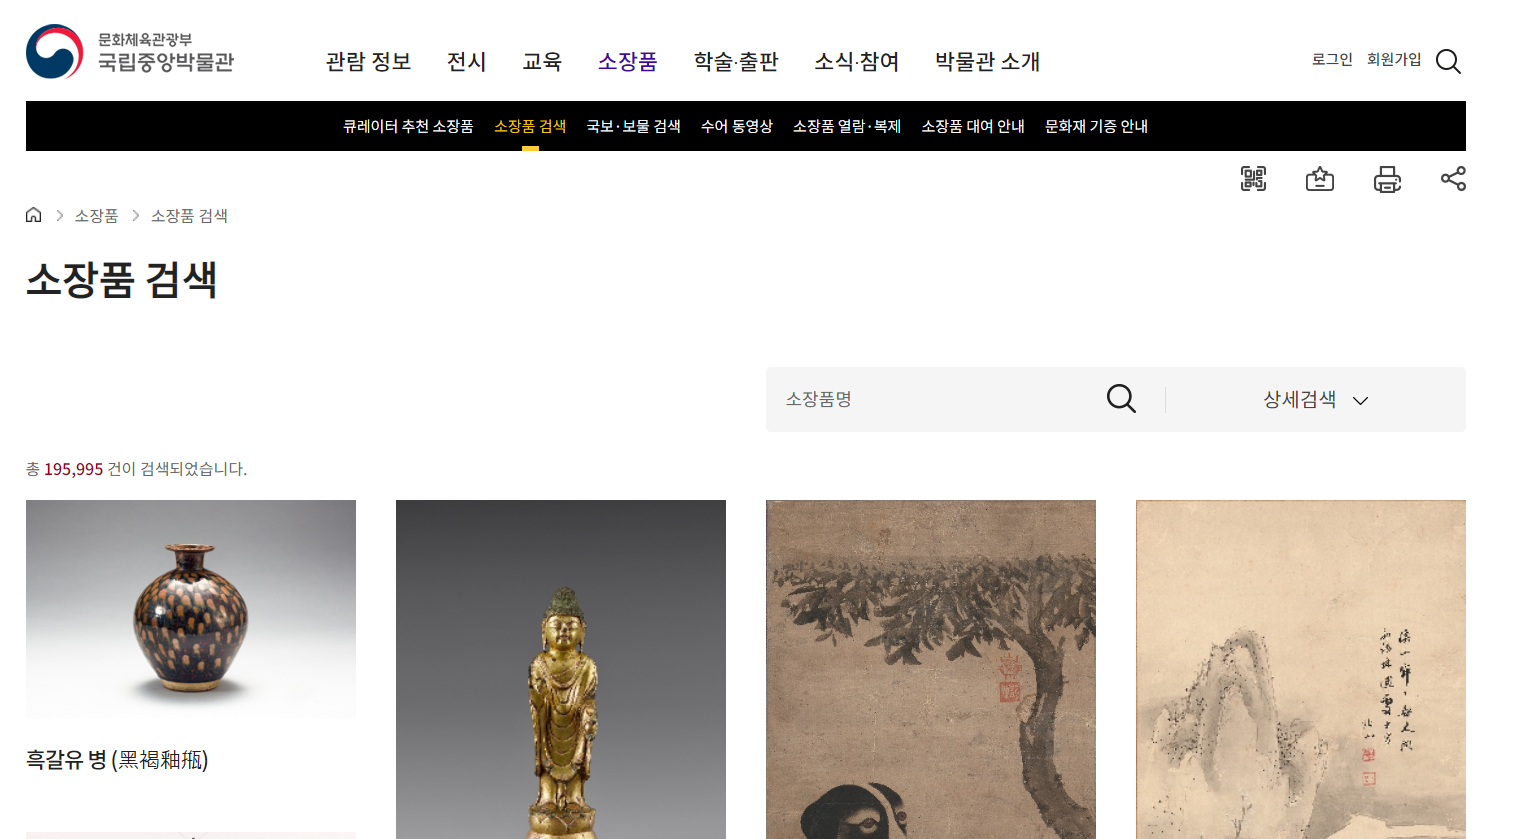 문화체육관광부
국립중앙박물관
관람 정보 전시 교육 소장품 학술·출판 소식·참여 박물관 소개
로그인 회원가입
큐레이터 추천 소장품 소장품 검색 국보·보물 검색 수어 동영상 소장품 열람·복제 소장품 대여 안내 문화재 기증 안내
소장품 소장품 검색
소장품 검색
소장품명 상세검색
총 195,995 건이 검색되었습니다.
흑갈유 병 (黑褐釉甁)